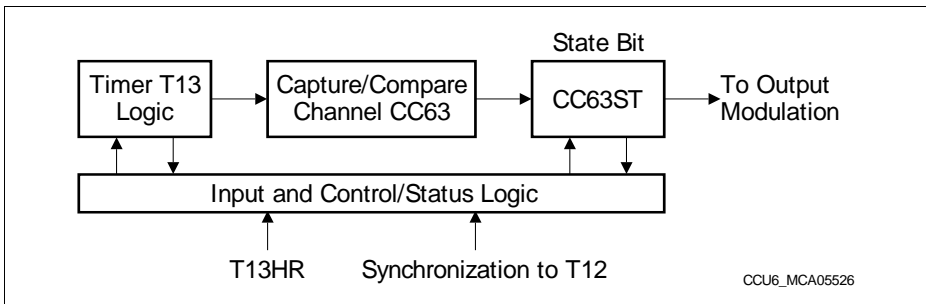 State Bit
Timer T13
Logic
Capture/Compare
Channel CC63
CC63ST
To Output
Modulation
Input and Control/Status Logic
T13HR
Synchronization to T12
CCU6_MCA05526